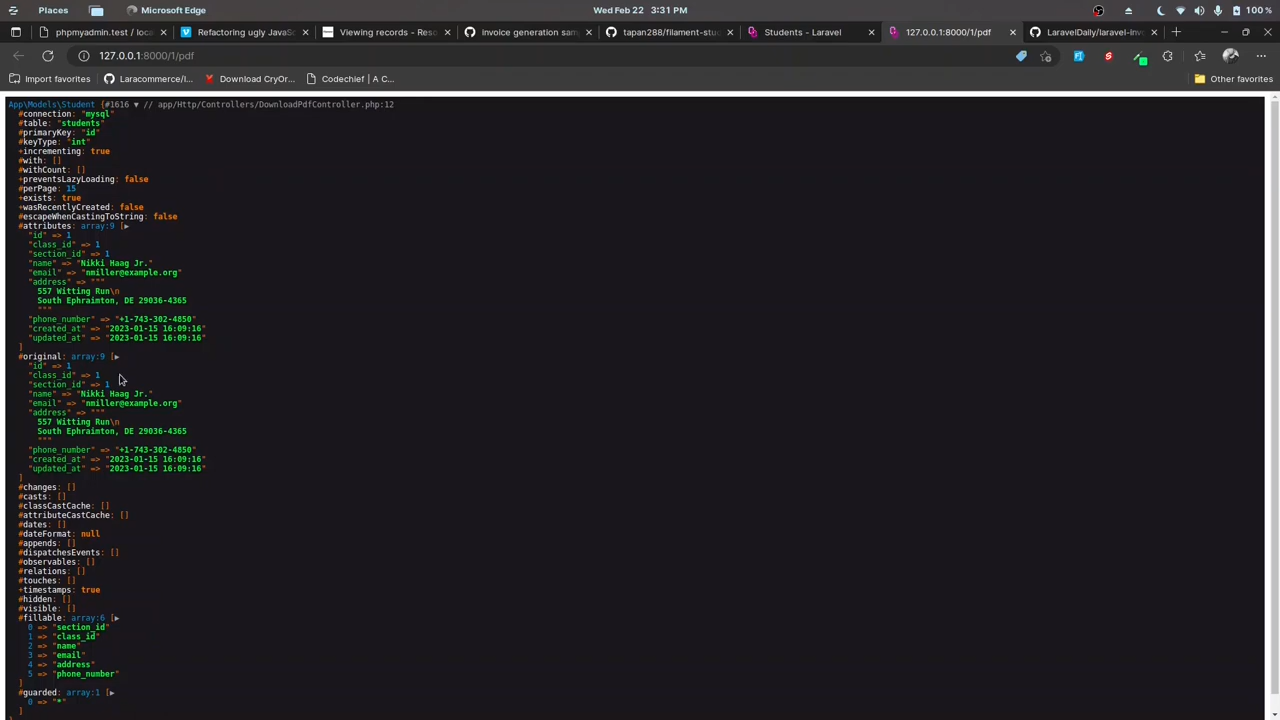 Places Microsoft Edge Wed Feb 22 3:31 PM 100 %
phpmyadmin.test / loca Refactoring ugly JavaSc Viewing records - Reso invoice generation sam tapan288/filament-stud Students - Laravel 127.0.0.1:8000/1/pdf LaravelDaily/laravel-inv
127.0.0.1:8000/1/pdf
Import favorites Laracommerce/l... Download CryOr... Codechief | A C... Other favorites
App\Models\Student {#1616 ▼ // app/Http/Controllers/DownloadPdfController.php:12
#connection: "mysql"
#table: "students"
#primaryKey: "id"
#keyType: "int"
+incrementing: true
#with: []
#withCount: []
+preventsLazyLoading: false
#perPage: 15
+exists: true
+wasRecentlyCreated: false
#escapeWhenCastingToString: false
#attributes: array:9 [▶
"id" => 1
"class_id" => 1
"section_id" => 1
"name" => "Nikki Haag Jr."
"email" => "nmiller@example.org"
"address" => """
557 Witting Run\n
South Ephraimton, DE 29036-4365
"""
"phone_number" => "+1-743-302-4850"
"created_at" => "2023-01-15 16:09:16"
"updated_at" => "2023-01-15 16:09:16"
]
#original: array:9 [▶
"id" => 1
"class_id" => 1
"section_id" => 1
"name" => "Nikki Haag Jr."
"email" => "nmiller@example.org"
"address" => """
557 Witting Run\n
South Ephraimton, DE 29036-4365
"""
"phone_number" => "+1-743-302-4850"
"created_at" => "2023-01-15 16:09:16"
"updated_at" => "2023-01-15 16:09:16"
]
#changes: []
#casts: []
#classCastCache: []
#attributeCastCache: []
#dates: []
#dateFormat: null
#appends: []
#dispatchesEvents: []
#observables: []
#relations: []
#touches: []
+timestamps: true
#hidden: []
#visible: []
#fillable: array:6 [▶
0 => "section_id"
1 => "class_id"
2 => "name"
3 => "email"
4 => "address"
5 => "phone_number"
]
#guarded: array:1 [▶
0 => "*"
]